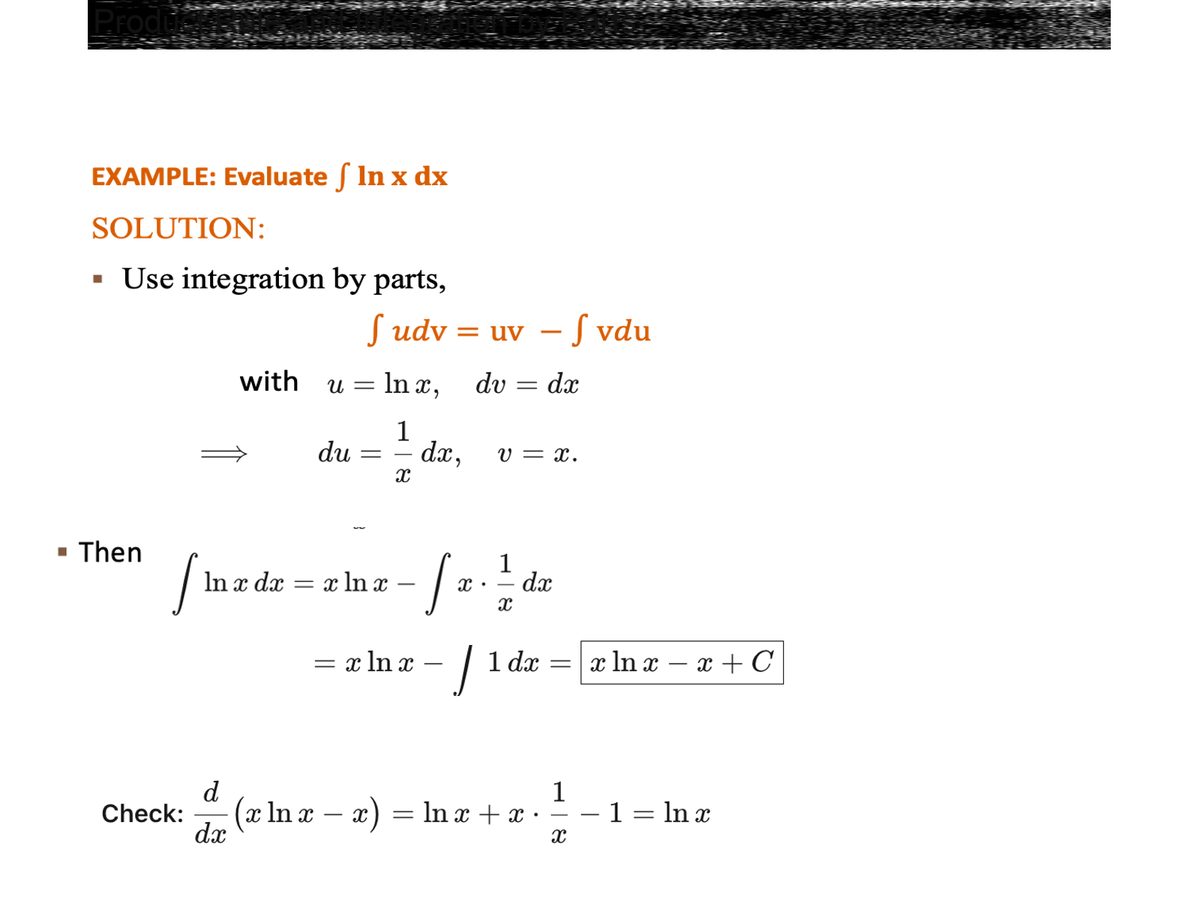 EXAMPLE: Evaluate ∫ ln x dx
SOLUTION:
▪ Use integration by parts,
∫ udv = uv − ∫ vdu
with u = ln x, dv = dx
⟹ du = 1/x dx, v = x.
▪ Then
∫ ln x dx = x ln x − ∫ x · 1/x dx
= x ln x − ∫ 1 dx = x ln x − x + C
Check: d/dx (x ln x − x) = ln x + x · 1/x − 1 = ln x